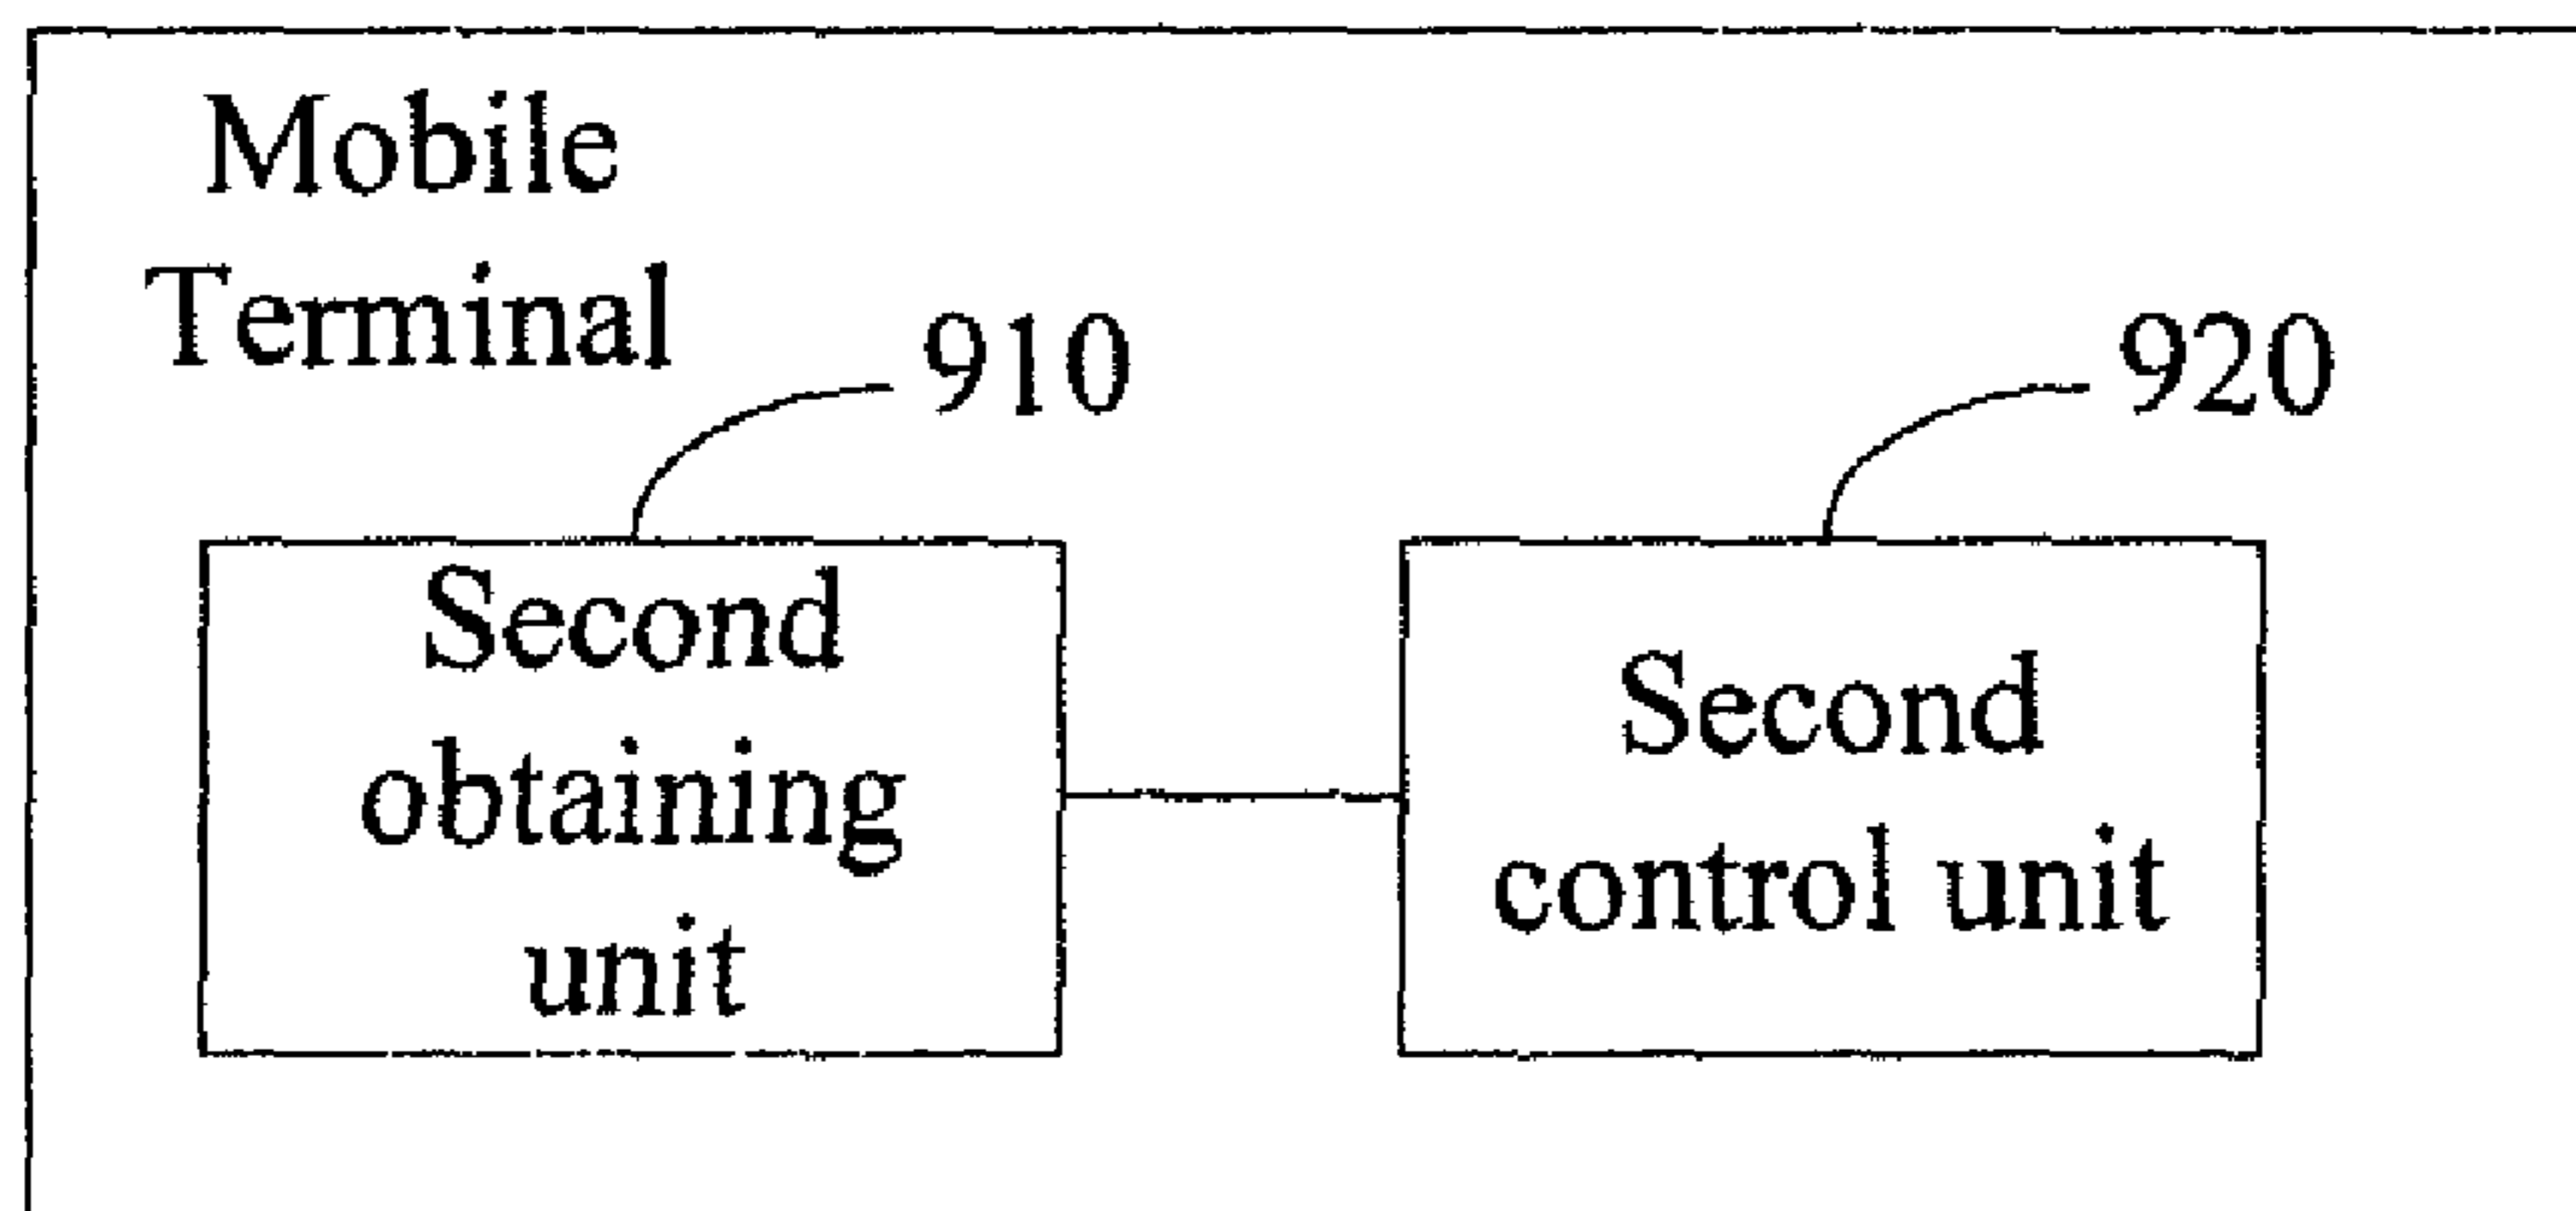 Mobile
Terminal
910
920
Second
obtaining
unit
Second
control unit